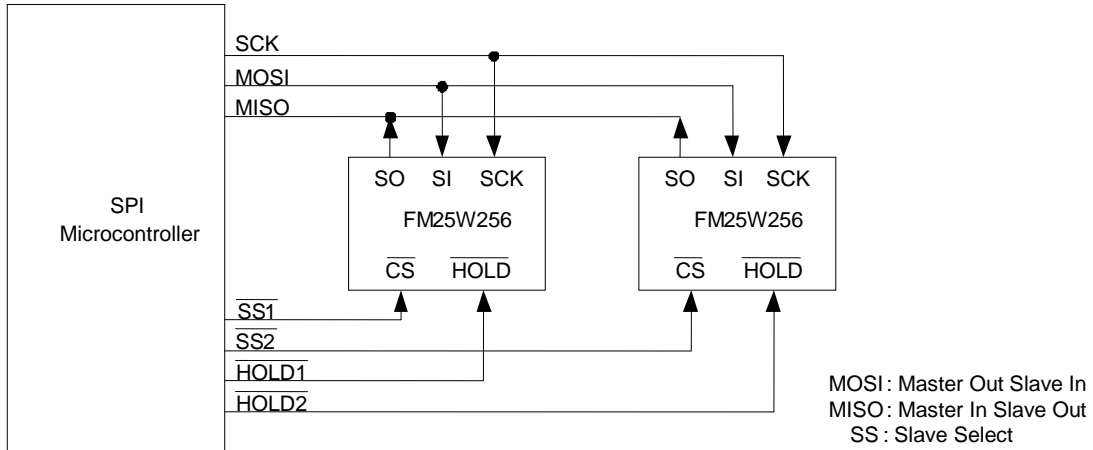 SCK
MOSI
MISO
SO SI SCK
SO SI SCK
SPI
Microcontroller
FM25W256
FM25W256
CS HOLD
CS HOLD
SS1
SS2
HOLD1
HOLD2
MOSI : Master Out Slave In
MISO : Master In Slave Out
SS : Slave Select